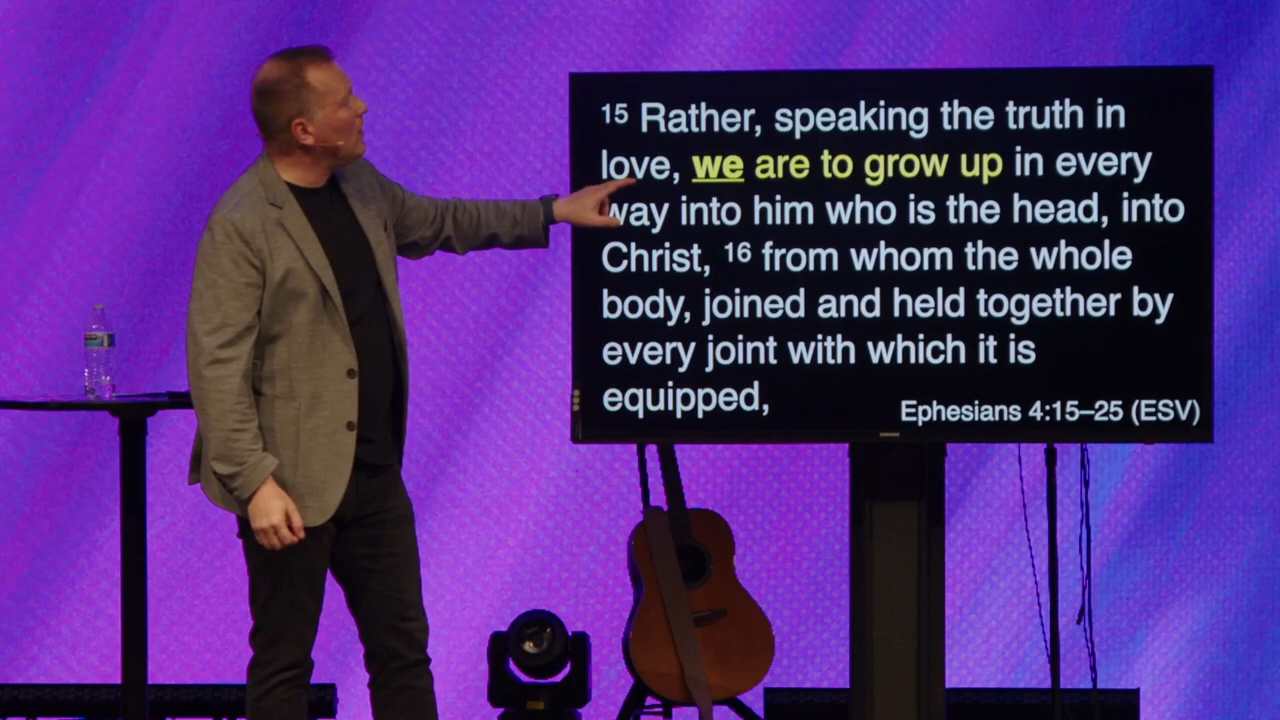 15 Rather, speaking the truth in
love, we are to grow up in every
way into him who is the head, into
Christ, 16 from whom the whole
body, joined and held together by
every joint with which it is
equipped,
Ephesians 4:15–25 (ESV)
SAMSUNG